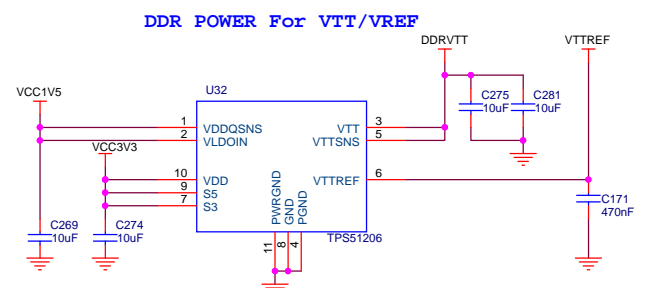 DDR POWER For VTT/VREF
DDRVTT
VTTREF
U32
VCC1V5
C275
10uF
C281
10uF
1
VDDQSNS
VTT
3
2
VLDOIN
VTTSNS
5
VCC3V3
10
VDD
VTTREF
6
9
S5
7
S3
PWRGND
GND
PGND
C171
470nF
C269
10uF
C274
10uF
11
8
4
TPS51206